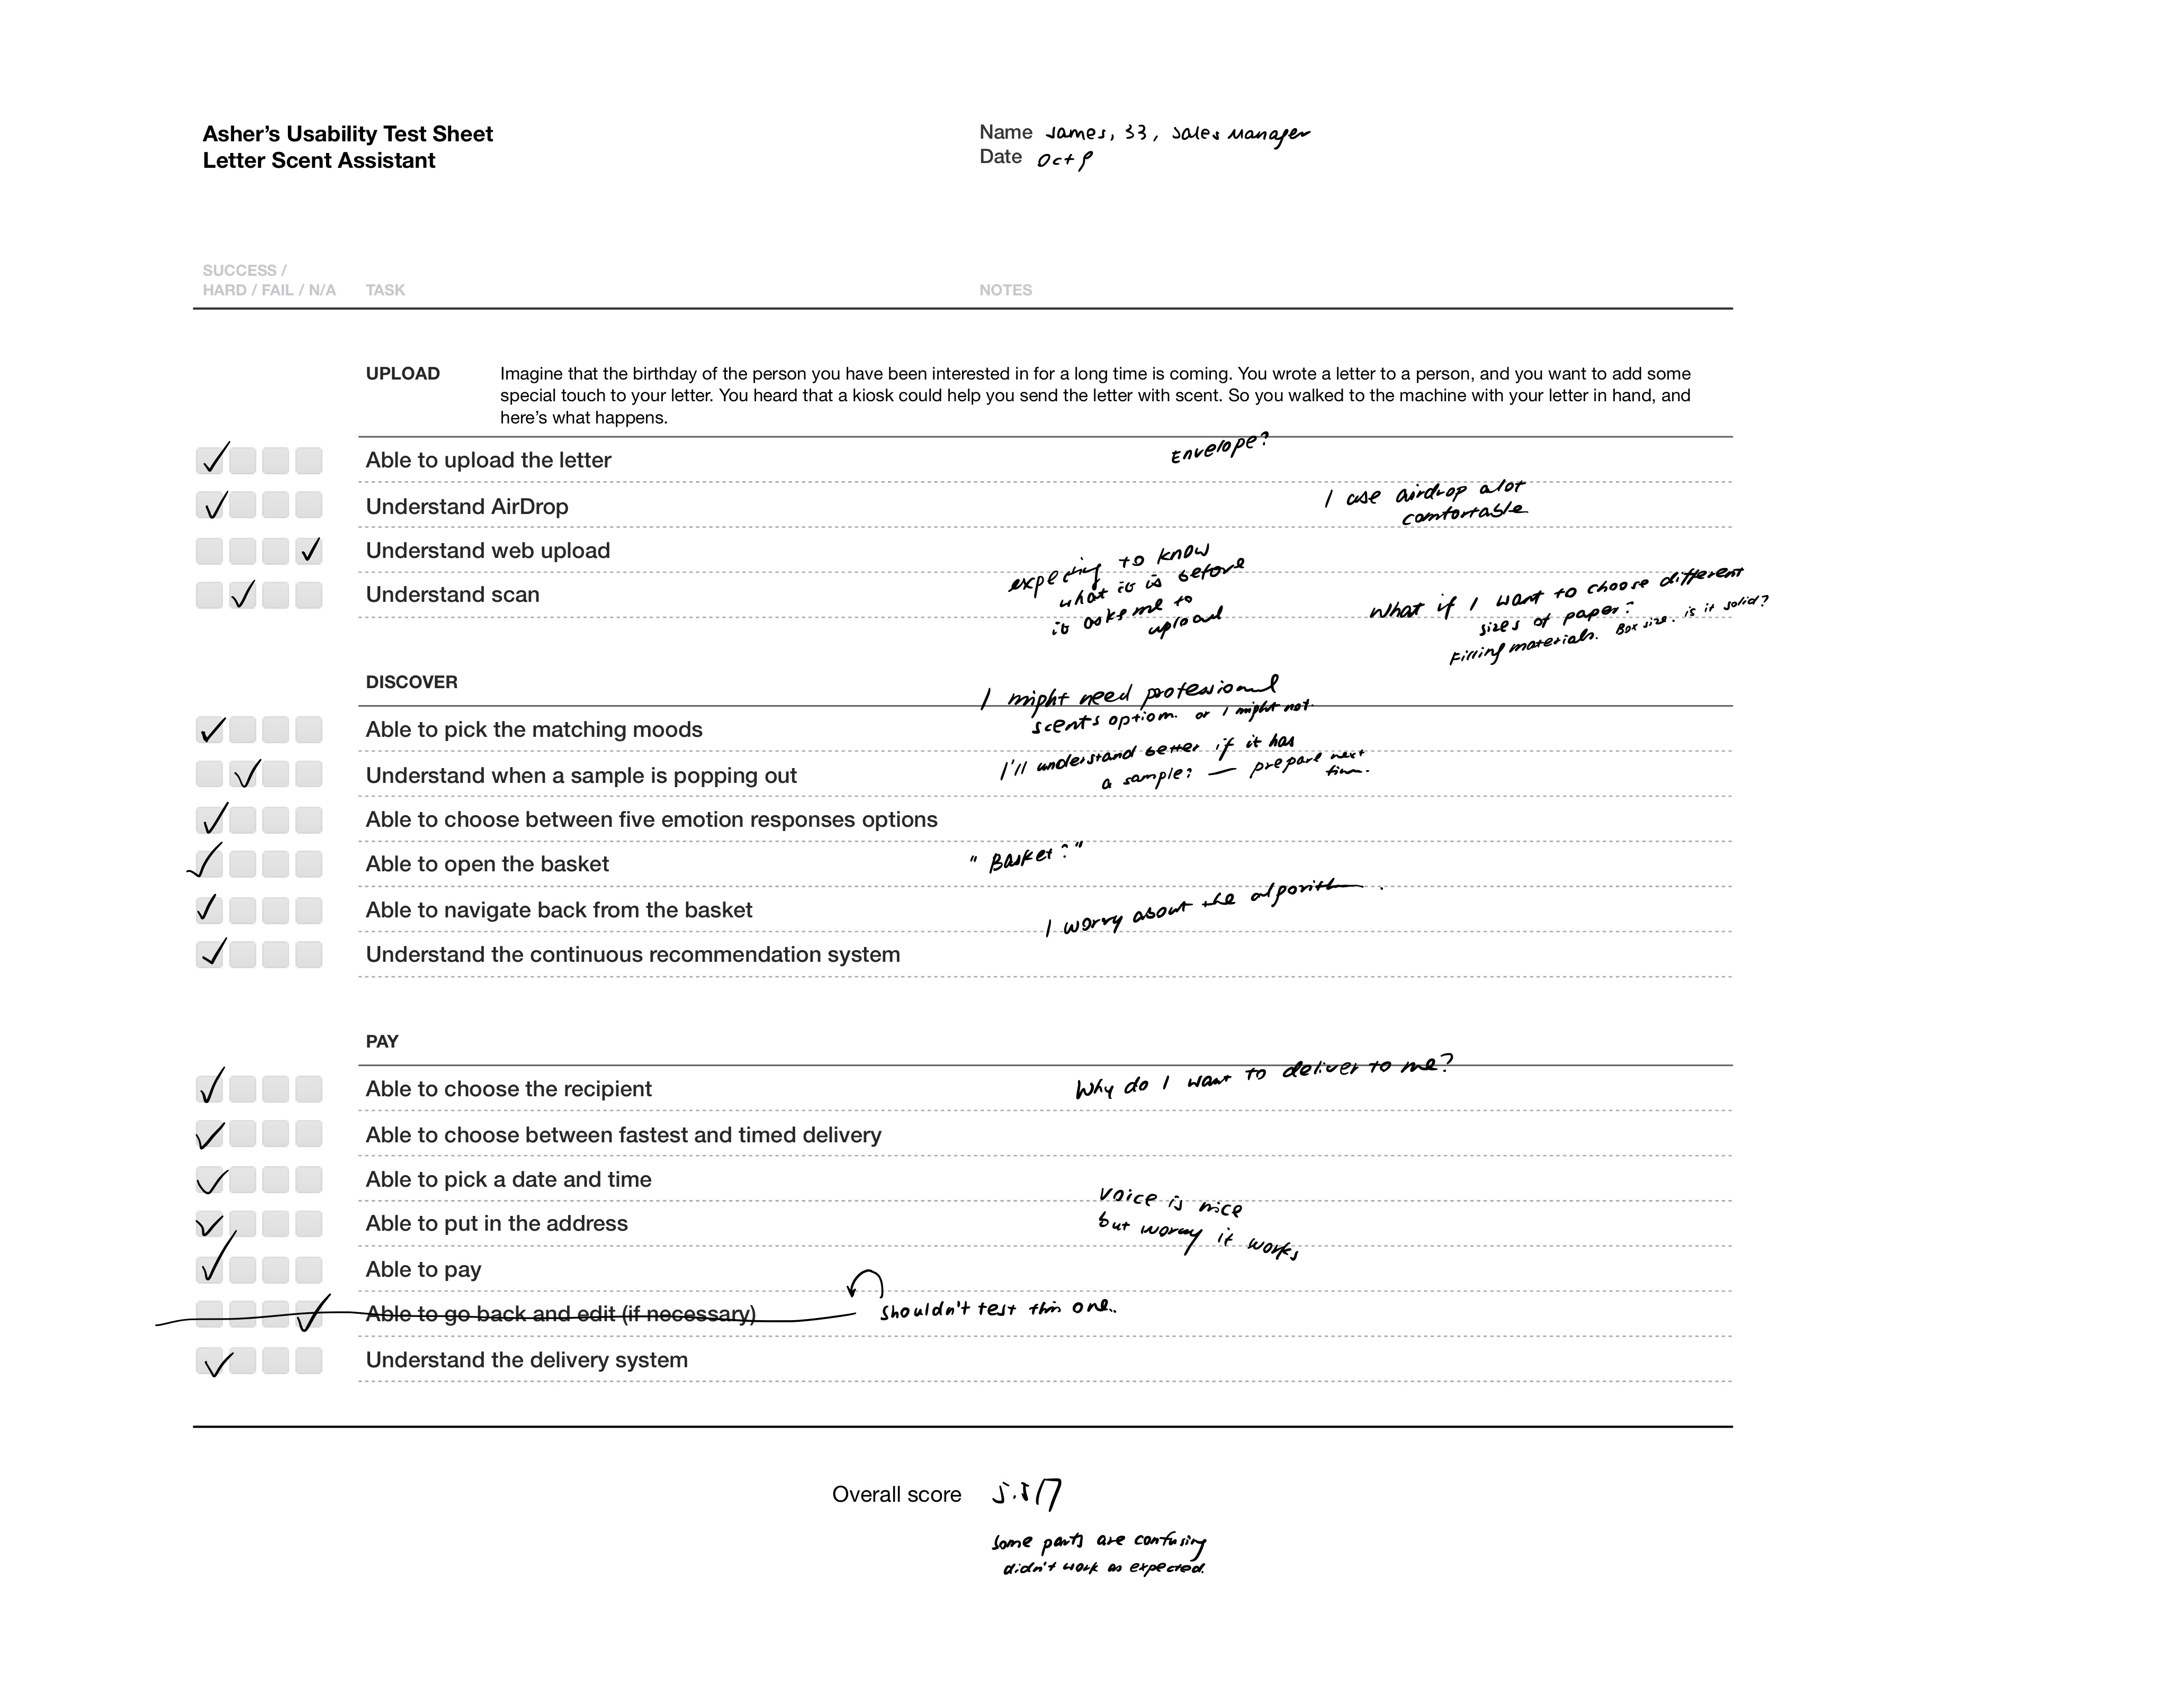 Asher's Usability Test Sheet
Letter Scent Assistant
Name James, 33, Sales Manager
Date Oct 9
SUCCESS /
HARD / FAIL / N/A TASK NOTES
UPLOAD Imagine that the birthday of the person you have been interested in for a long time is coming. You wrote a letter to a person, and you want to add some
special touch to your letter. You heard that a kiosk could help you send the letter with scent. So you walked to the machine with your letter in hand, and
here's what happens.
Able to upload the letter
Envelope?
Understand AirDrop
I use airdrop alot
comfortable
Understand web upload
Understand scan
expecting to know
what it is before
it asks me to
upload
What if I want to choose different
sizes of paper?
Filling materials. Box size. is it solid?
DISCOVER
I might need professional
scents option. or I might not.
Able to pick the matching moods
Understand when a sample is popping out
I'll understand better if it has
a sample? — prepare next
time.
Able to choose between five emotion responses options
Able to open the basket
"Basket?"
Able to navigate back from the basket
I worry about the algorithm.
Understand the continuous recommendation system
PAY
Able to choose the recipient
Why do I want to deliver to me?
Able to choose between fastest and timed delivery
Able to pick a date and time
Able to put in the address
Voice is nice
but worry it works
Able to pay
Able to go back and edit (if necessary)
shouldn't test this one..
Understand the delivery system
Overall score 5.5/7
Some parts are confusing
didn't work as expected.